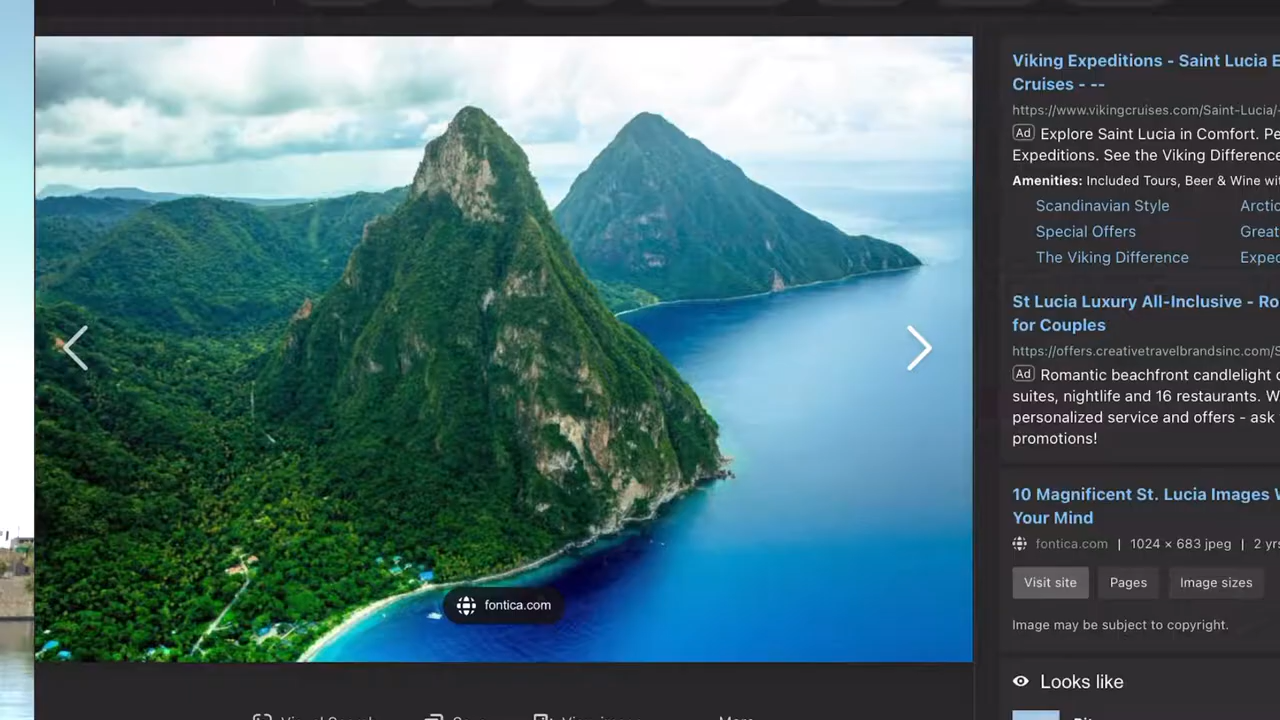 fontica.com
Viking Expeditions - Saint Lucia E
Cruises - --
https://www.vikingcruises.com/Saint-Lucia/-
Ad Explore Saint Lucia in Comfort. Pe
Expeditions. See the Viking Difference
Amenities: Included Tours, Beer & Wine wit
Scandinavian Style Arctic
Special Offers Great
The Viking Difference Exped
St Lucia Luxury All-Inclusive - Ro
for Couples
https://offers.creativetravelbrandsinc.com/S
Ad Romantic beachfront candlelight d
suites, nightlife and 16 restaurants. W
personalized service and offers - ask
promotions!
10 Magnificent St. Lucia Images W
Your Mind
fontica.com | 1024 × 683 jpeg | 2 yrs
Visit site Pages Image sizes
Image may be subject to copyright.
Looks like